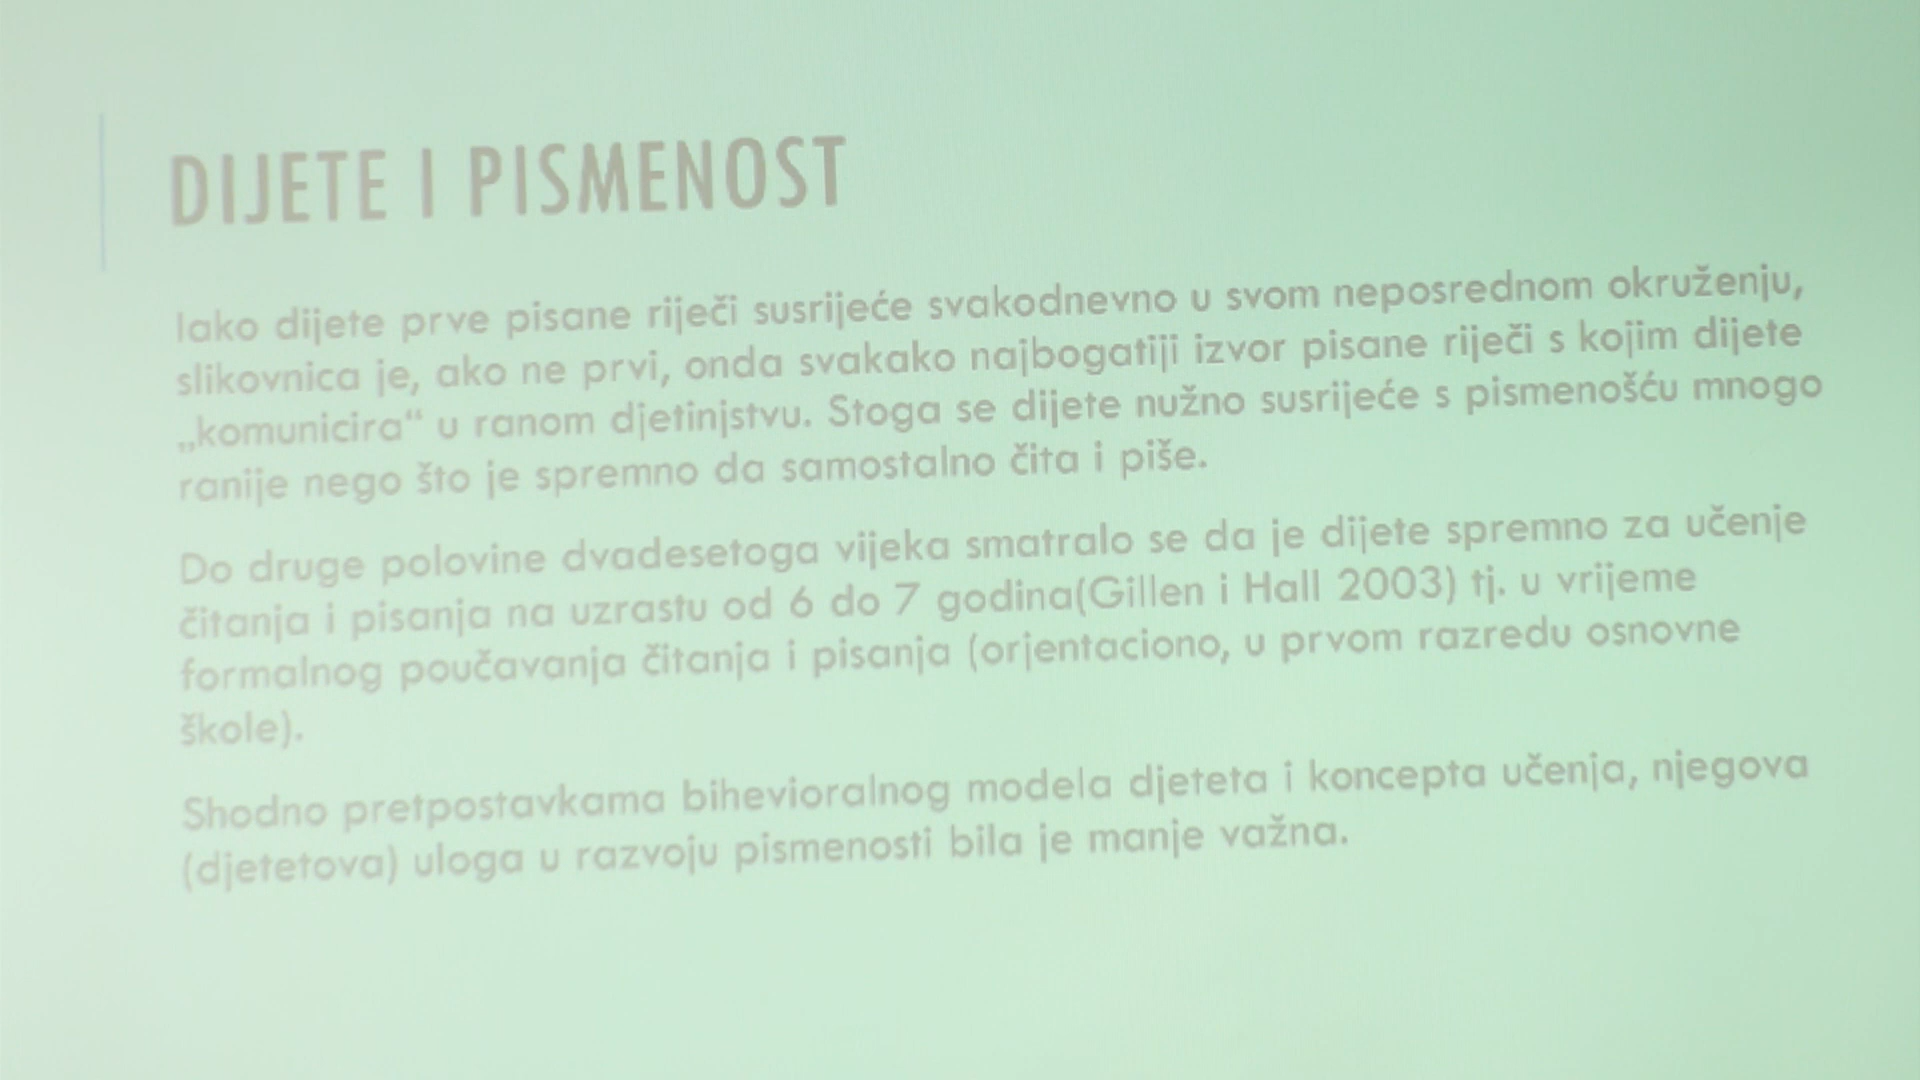 DIJETE I PISMENOST
Iako dijete prve pisane riječi susrijeće svakodnevno u svom neposrednom okruženju,
slikovnica je, ako ne prvi, onda svakako najbogatiji izvor pisane riječi s kojim dijete
„komunicira“ u ranom djetinjstvu. Stoga se dijete nužno susrijeće s pismenošću mnogo
ranije nego što je spremno da samostalno čita i piše.
Do druge polovine dvadesetoga vijeka smatralo se da je dijete spremno za učenje
čitanja i pisanja na uzrastu od 6 do 7 godina(Gillen i Hall 2003) tj. u vrijeme
formalnog poučavanja čitanja i pisanja (orjentaciono, u prvom razredu osnovne
škole).
Shodno pretpostavkama bihevioralnog modela djeteta i koncepta učenja, njegova
(djetetova) uloga u razvoju pismenosti bila je manje važna.